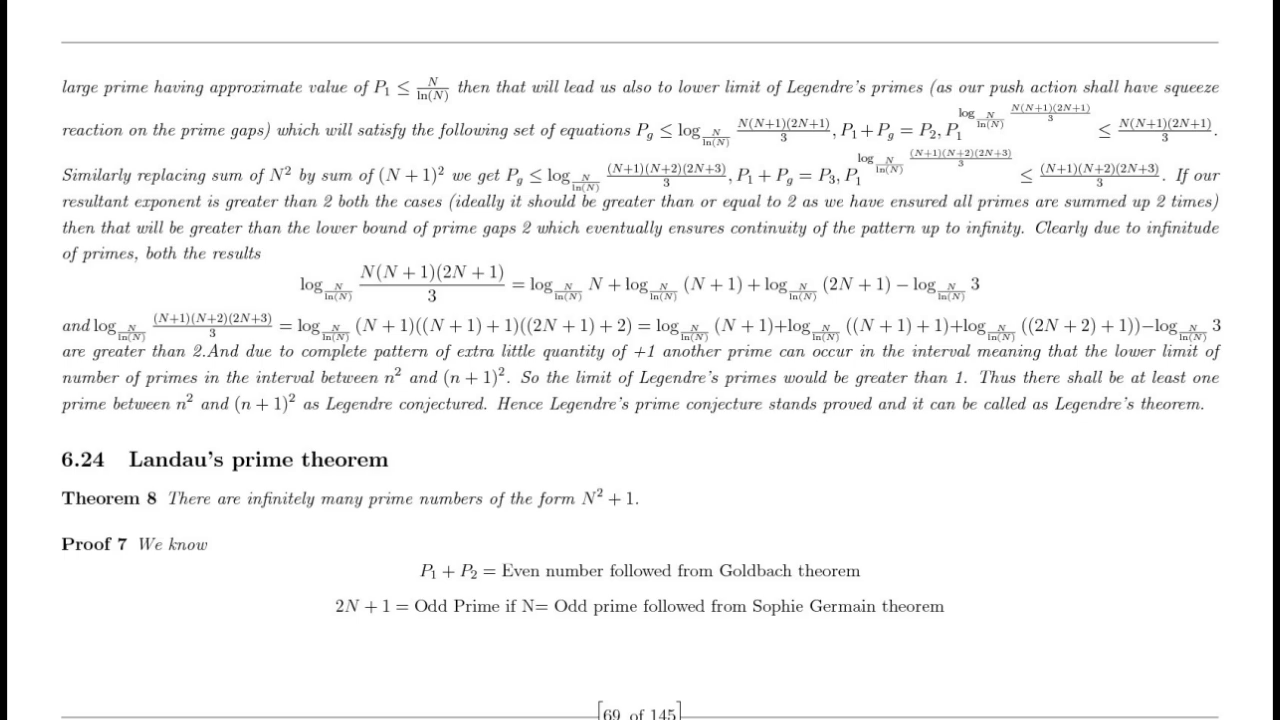 large prime having approximate value of P₁ ≤ N/ln(N) then that will lead us also to lower limit of Legendre's primes (as our push action shall have squeeze
reaction on the prime gaps) which will satisfy the following set of equations P_g ≤ log_{N/ln(N)} N(N+1)(2N+1)/3, P₁ + P_g = P₂, P₁^{log_{N/ln(N)} N(N+1)(2N+1)/3} ≤ N(N+1)(2N+1)/3.
Similarly replacing sum of N² by sum of (N + 1)² we get P_g ≤ log_{N/ln(N)} (N+1)(N+2)(2N+3)/3, P₁ + P_g = P₃, P₁^{log_{N/ln(N)} (N+1)(N+2)(2N+3)/3} ≤ (N+1)(N+2)(2N+3)/3. If our
resultant exponent is greater than 2 both the cases (ideally it should be greater than or equal to 2 as we have ensured all primes are summed up 2 times)
then that will be greater than the lower bound of prime gaps 2 which eventually ensures continuity of the pattern up to infinity. Clearly due to infinitude
of primes, both the results
log_{N/ln(N)} N(N + 1)(2N + 1)/3 = log_{N/ln(N)} N + log_{N/ln(N)} (N + 1) + log_{N/ln(N)} (2N + 1) − log_{N/ln(N)} 3
and log_{N/ln(N)} (N+1)(N+2)(2N+3)/3 = log_{N/ln(N)} (N + 1)((N + 1) + 1)((2N + 1) + 2) = log_{N/ln(N)} (N + 1)+log_{N/ln(N)} ((N + 1) + 1)+log_{N/ln(N)} ((2N + 2) + 1))−log_{N/ln(N)} 3
are greater than 2.And due to complete pattern of extra little quantity of +1 another prime can occur in the interval meaning that the lower limit of
number of primes in the interval between n² and (n + 1)². So the limit of Legendre's primes would be greater than 1. Thus there shall be at least one
prime between n² and (n + 1)² as Legendre conjectured. Hence Legendre's prime conjecture stands proved and it can be called as Legendre's theorem.
6.24 Landau's prime theorem
Theorem 8 There are infinitely many prime numbers of the form N² + 1.
Proof 7 We know
P₁ + P₂ = Even number followed from Goldbach theorem
2N + 1 = Odd Prime if N= Odd prime followed from Sophie Germain theorem
[69 of 145]